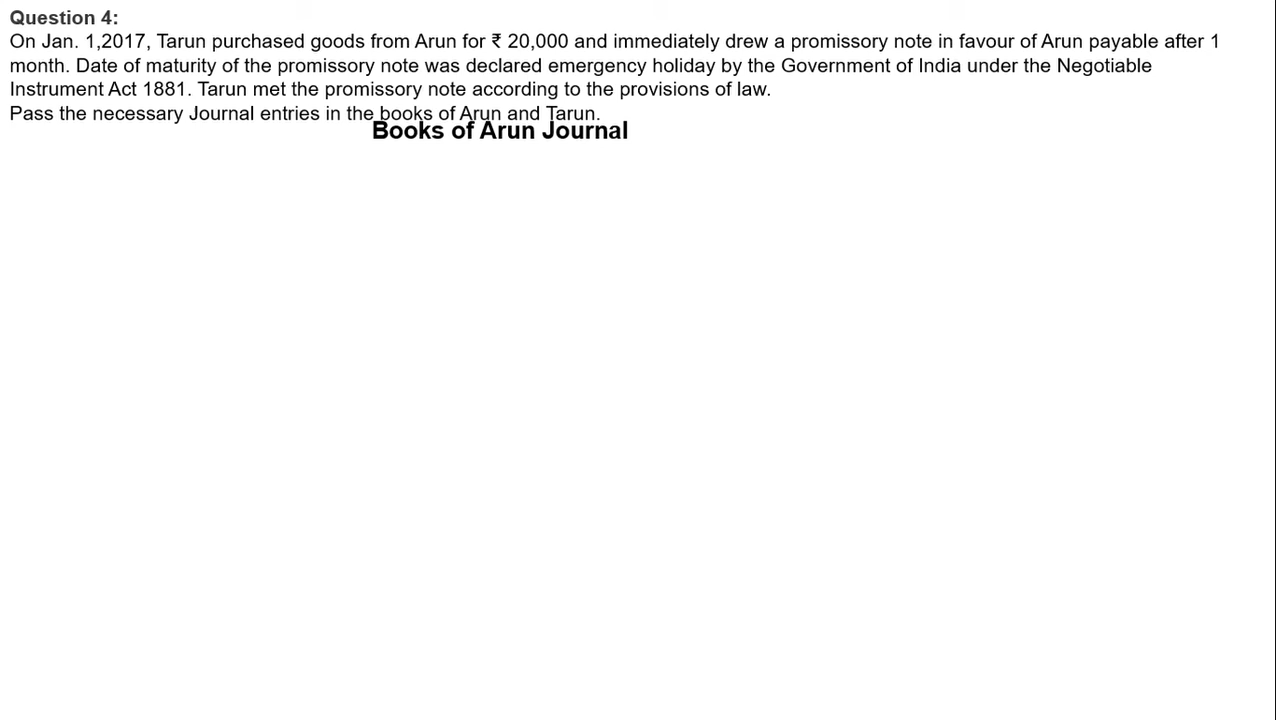 Question 4:
On Jan. 1,2017, Tarun purchased goods from Arun for ₹ 20,000 and immediately drew a promissory note in favour of Arun payable after 1
month. Date of maturity of the promissory note was declared emergency holiday by the Government of India under the Negotiable
Instrument Act 1881. Tarun met the promissory note according to the provisions of law.
Pass the necessary Journal entries in the books of Arun and Tarun.
Books of Arun Journal